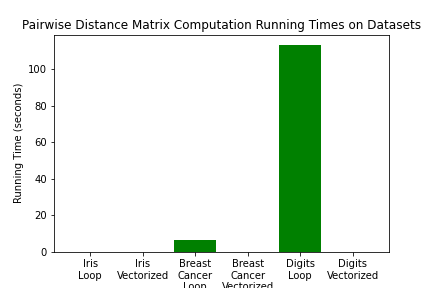 Pairwise Distance Matrix Computation Running Times on Datasets
Running Time (seconds)
100
80
60
40
20
0
Iris
Loop
Iris
Vectorized
Breast
Cancer
Loop
Breast
Cancer
Vectorized
Digits
Loop
Digits
Vectorized